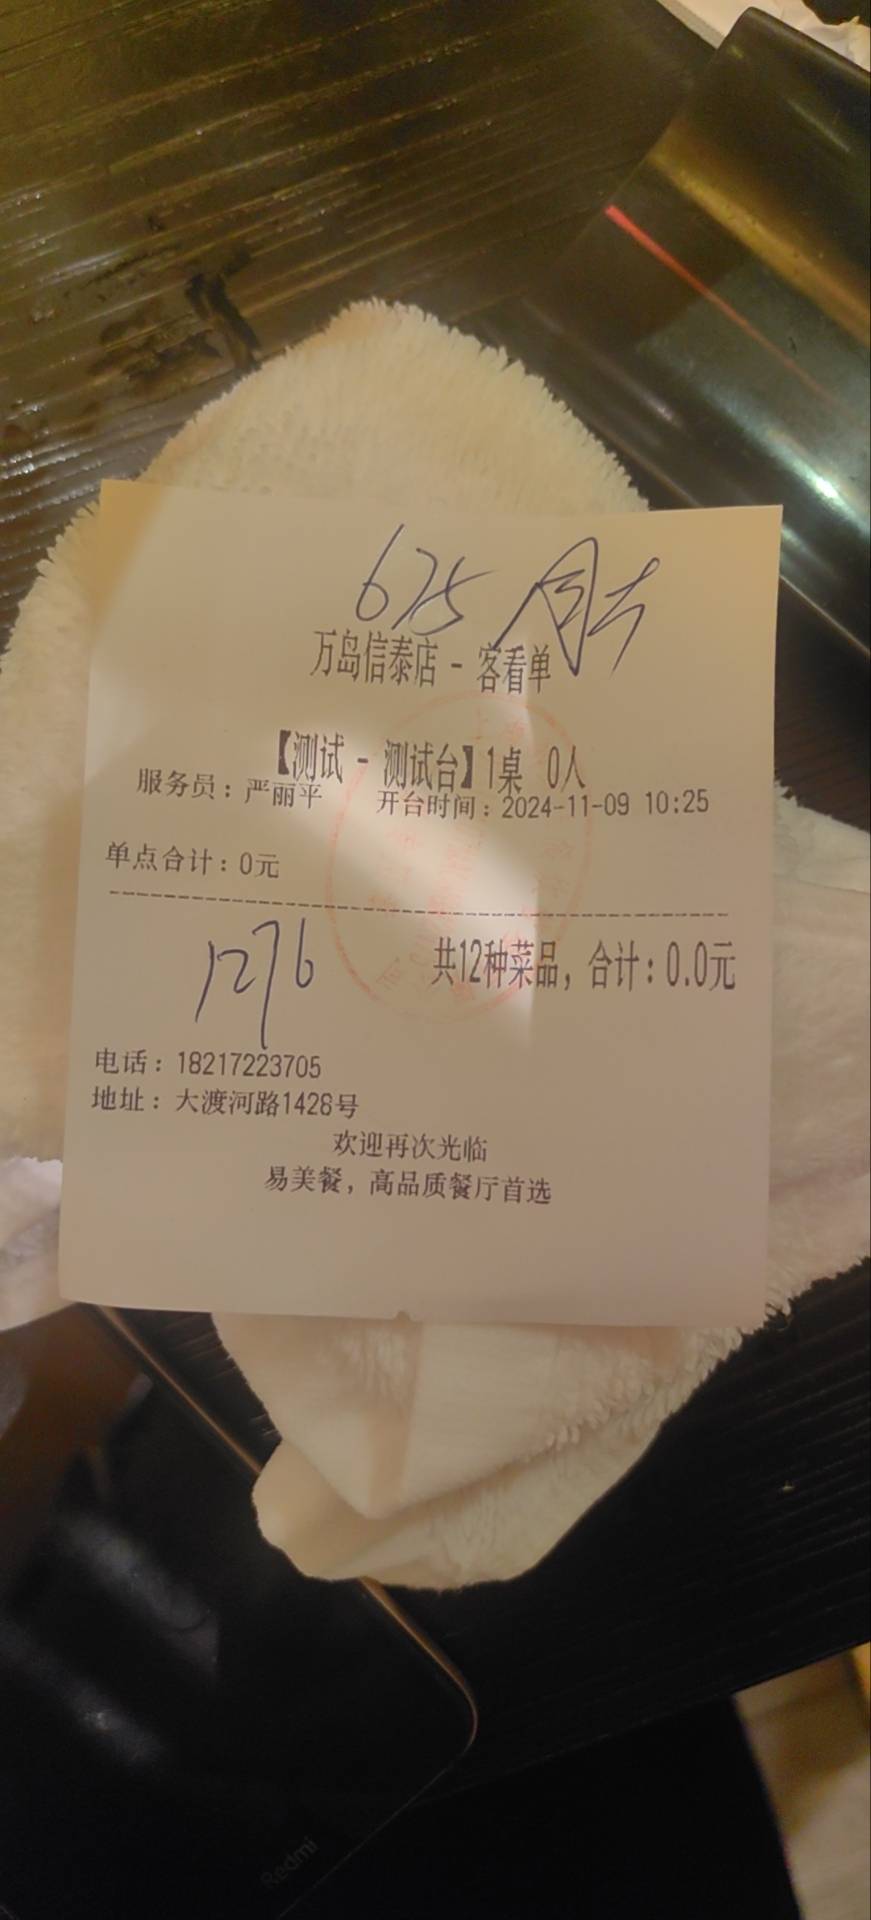 675
万岛信泰店 - 客看单
【测试 - 测试台】1桌 0人
服务员：严丽平 开台时间：2024-11-09 10:25
单点合计：0元
1276
共12种菜品，合计：0.0元
电话：18217223705
地址：大渡河路1428号
欢迎再次光临
易美餐，高品质餐厅首选
Redmi